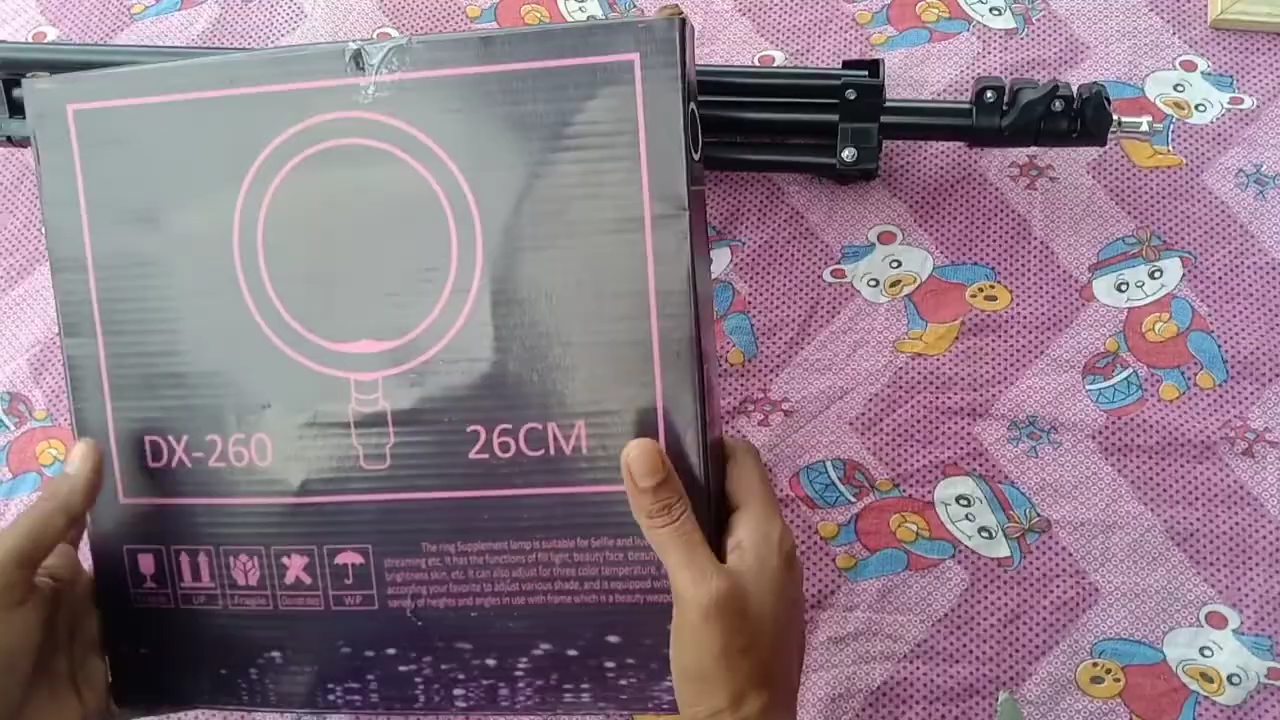 DX-260
26CM
The ring Supplement lamp is suitable for Selfie and live
streaming etc. It has the functions of fill light, beauty face, beauty
brightness skin, etc. It can also adjust for three color temperature,
according your favorite to adjust various shade, and is equipped with
variety of heights and angles in use with frame which is a beauty weapo
UP
Fragile
WP